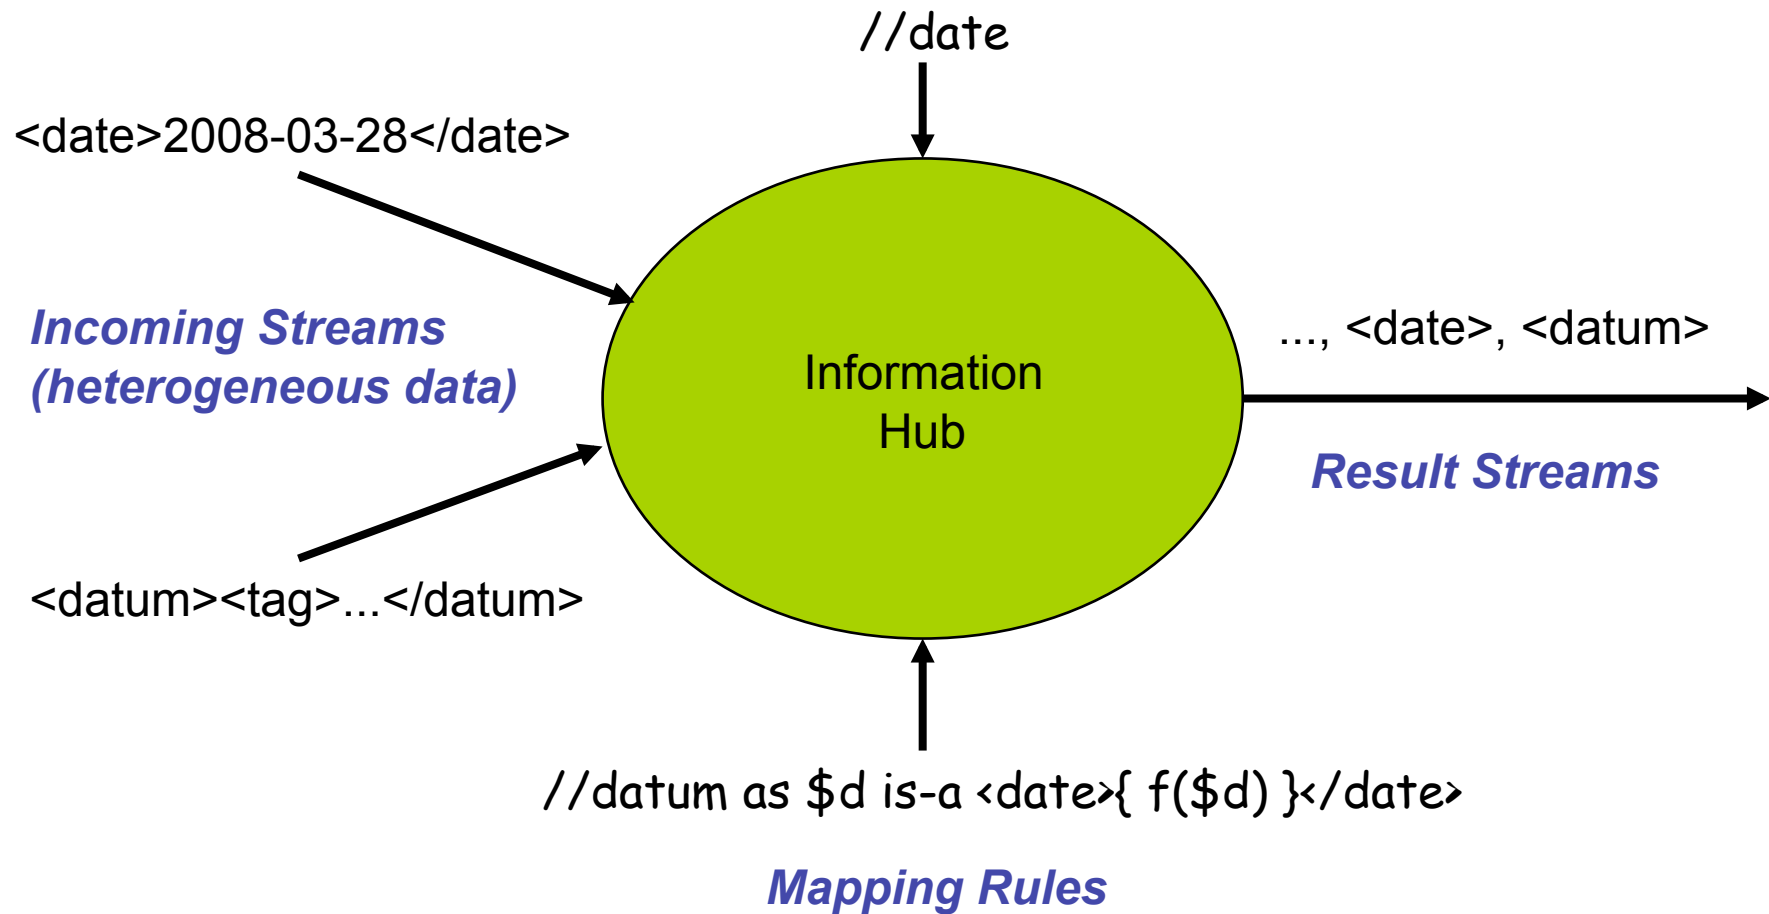 //date
<date>2008-03-28</date>
Incoming Streams
(heterogeneous data)
..., <date>, <datum>
Information
Hub
Result Streams
<datum><tag>...</datum>
//datum as $d is-a <date>{ f($d) }</date>
Mapping Rules